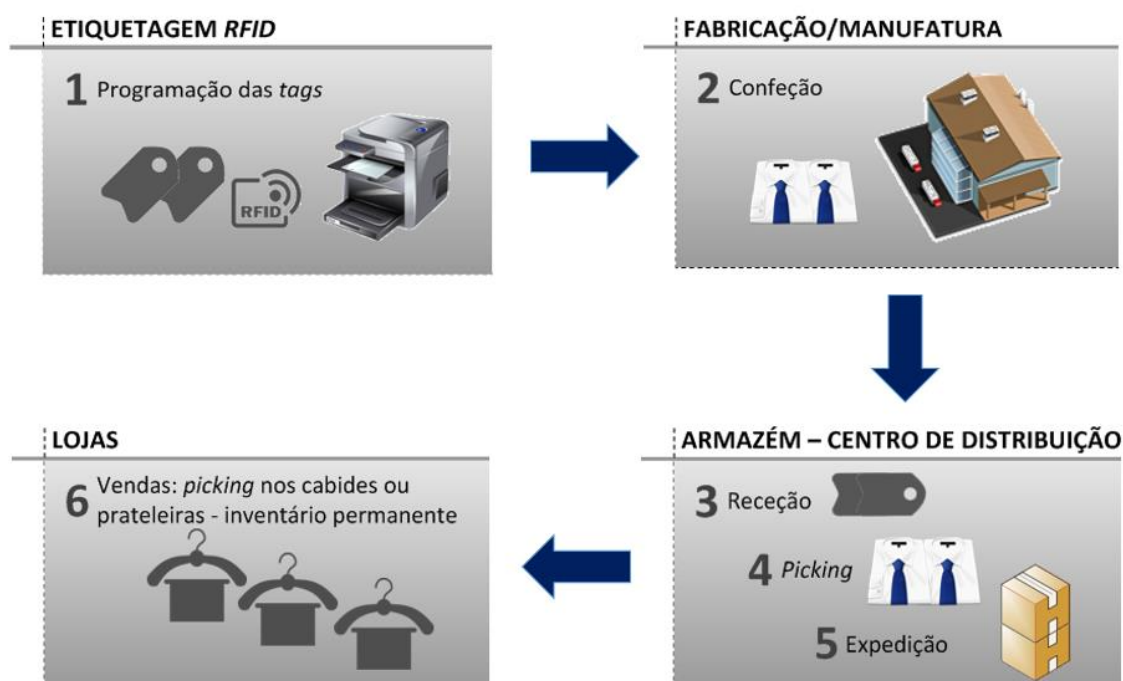 ETIQUETAGEM RFID
1 Programação das tags
RFID
FABRICAÇÃO/MANUFATURA
2 Confeção
ARMAZÉM – CENTRO DE DISTRIBUIÇÃO
3 Receção
4 Picking
5 Expedição
LOJAS
6 Vendas: picking nos cabides ou
prateleiras - inventário permanente